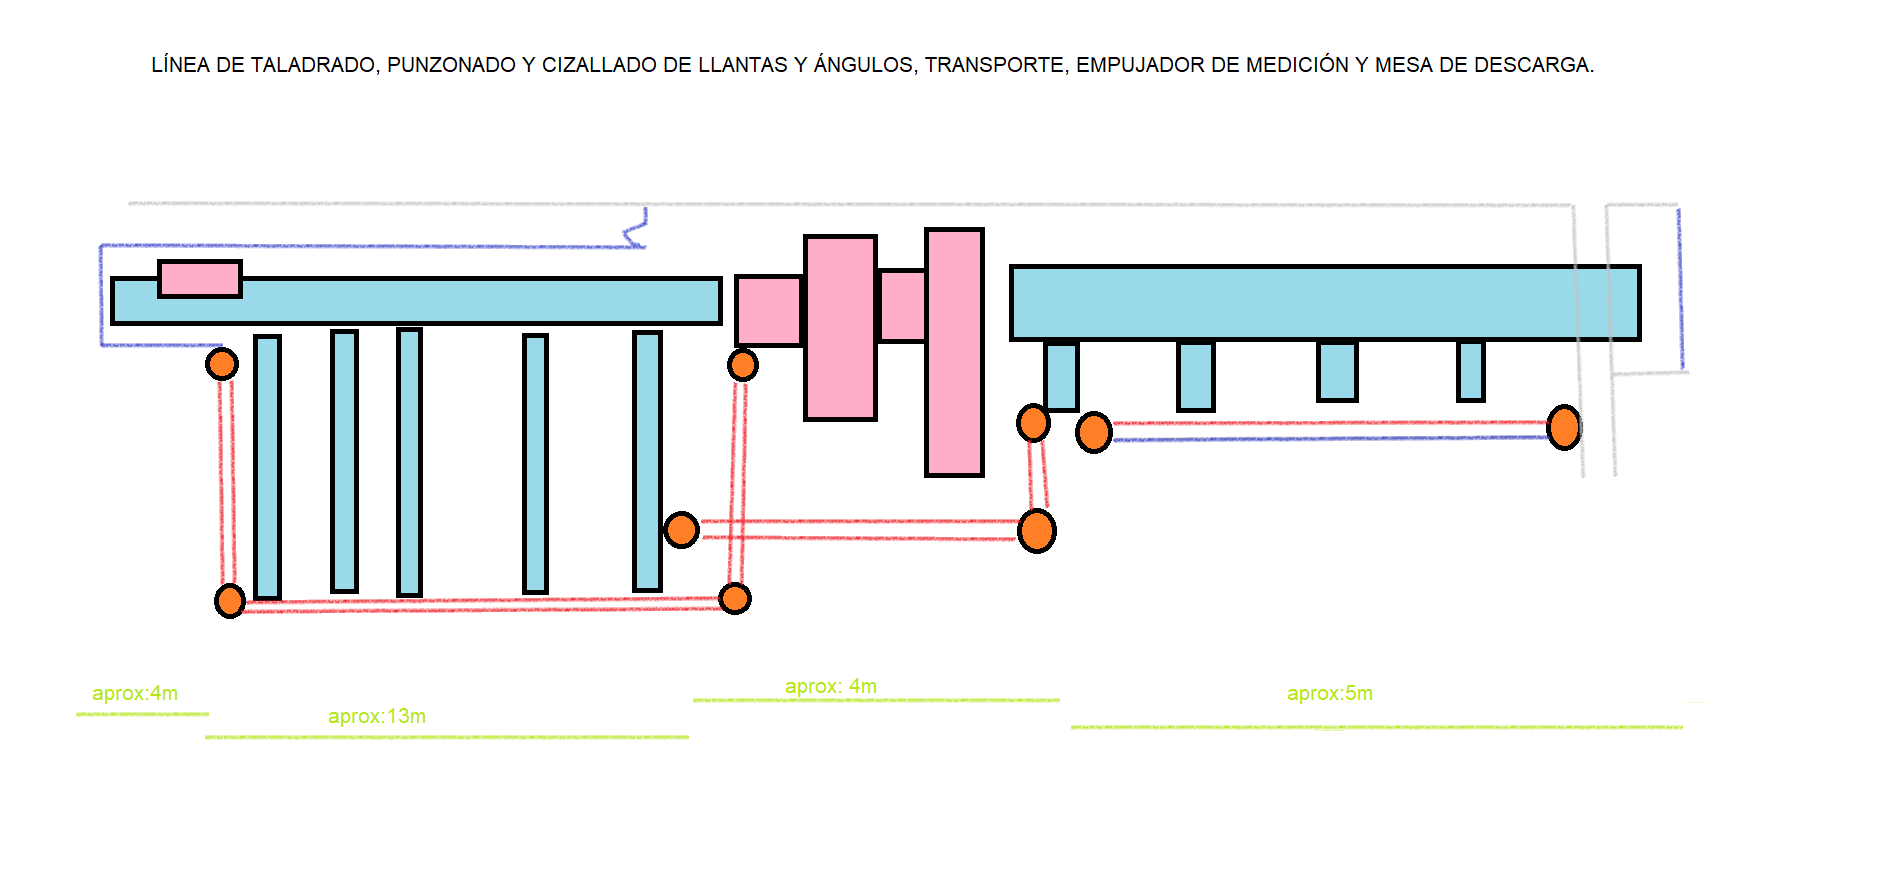 LÍNEA DE TALADRADO, PUNZONADO Y CIZALLADO DE LLANTAS Y ÁNGULOS, TRANSPORTE, EMPUJADOR DE MEDICIÓN Y MESA DE DESCARGA.
aprox:4m
aprox:13m
aprox: 4m
aprox:5m